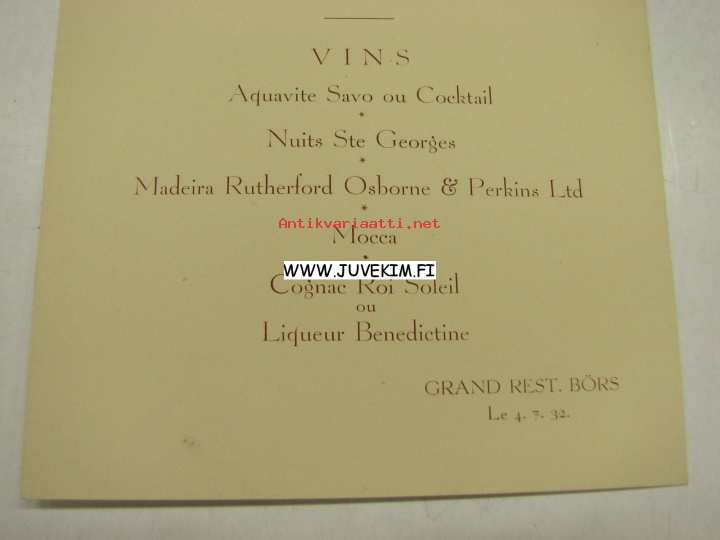 VINS
Aquavite Savo ou Cocktail
*
Nuits Ste Georges
*
Madeira Rutherford Osborne & Perkins Ltd
*
Antikvariaatti.net
Mocca
*
WWW.JUVEKIM.FI
Cognac Roi Soleil
ou
Liqueur Benedictine
GRAND REST. BÖRS
Le 4. 7. 32.